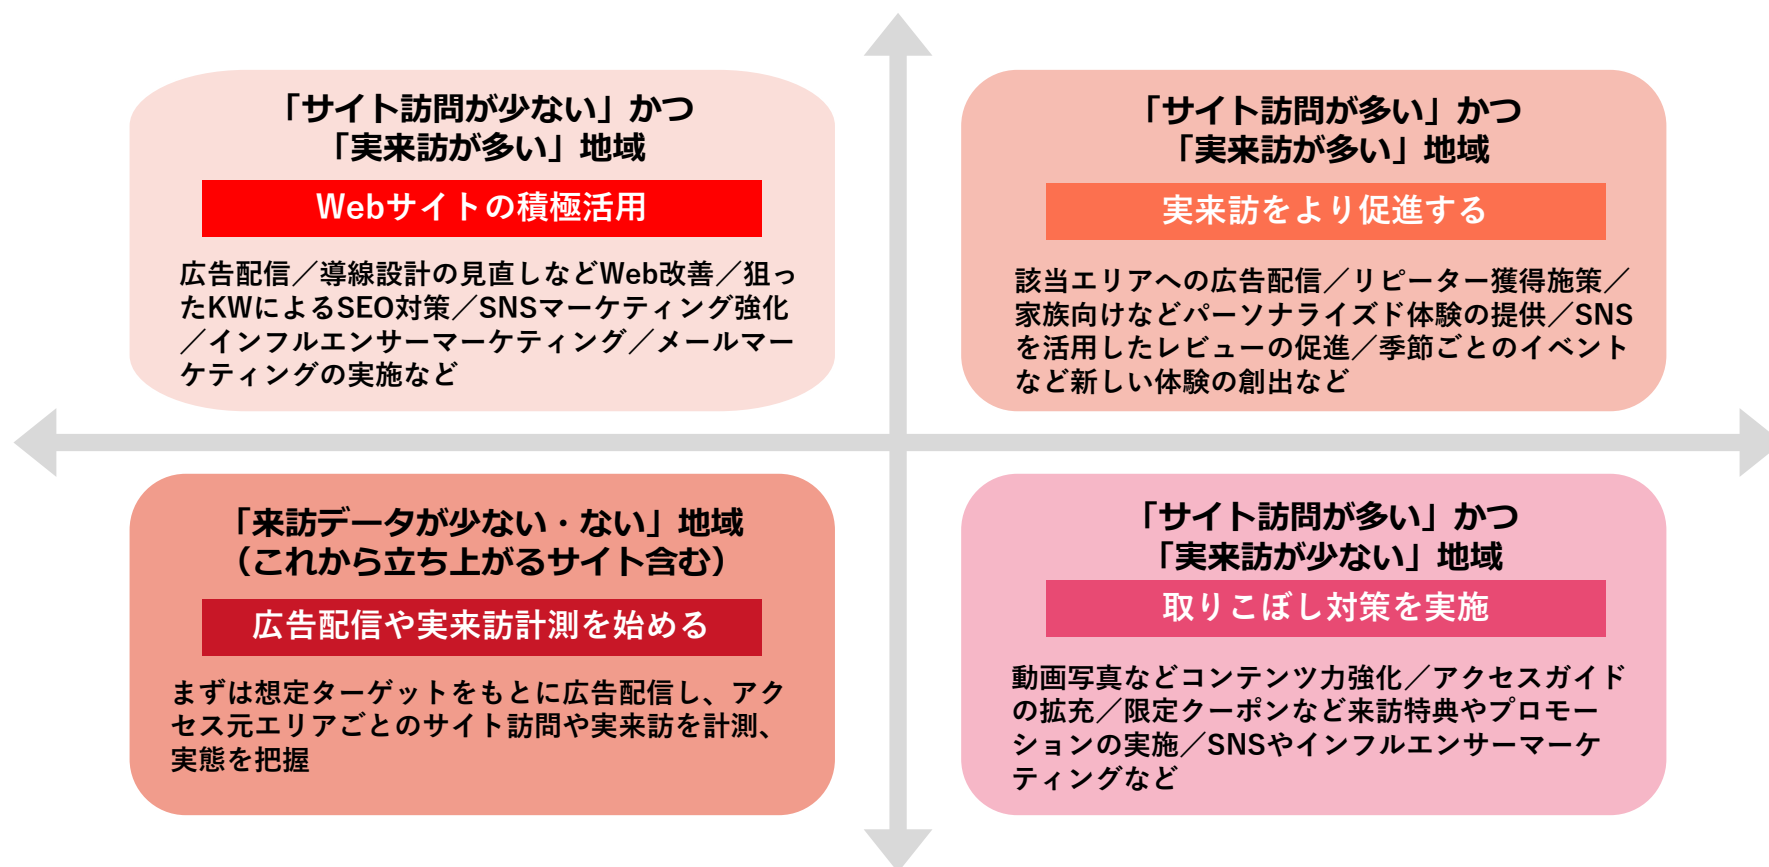 「サイト訪問が少ない」かつ
「実来訪が多い」地域
Webサイトの積極活用
広告配信／導線設計の見直しなどWeb改善／狙っ
たKWによるSEO対策／SNSマーケティング強化
／インフルエンサーマーケティング／メールマー
ケティングの実施など
「サイト訪問が多い」かつ
「実来訪が多い」地域
実来訪をより促進する
該当エリアへの広告配信／リピーター獲得施策／
家族向けなどパーソナライズド体験の提供／SNS
を活用したレビューの促進／季節ごとのイベント
など新しい体験の創出など
「来訪データが少ない・ない」地域
（これから立ち上がるサイト含む）
広告配信や実来訪計測を始める
まずは想定ターゲットをもとに広告配信し、アク
セス元エリアごとのサイト訪問や実来訪を計測、
実態を把握
「サイト訪問が多い」かつ
「実来訪が少ない」地域
取りこぼし対策を実施
動画写真などコンテンツ力強化／アクセスガイド
の拡充／限定クーポンなど来訪特典やプロモー
ションの実施／SNSやインフルエンサーマーケ
ティングなど